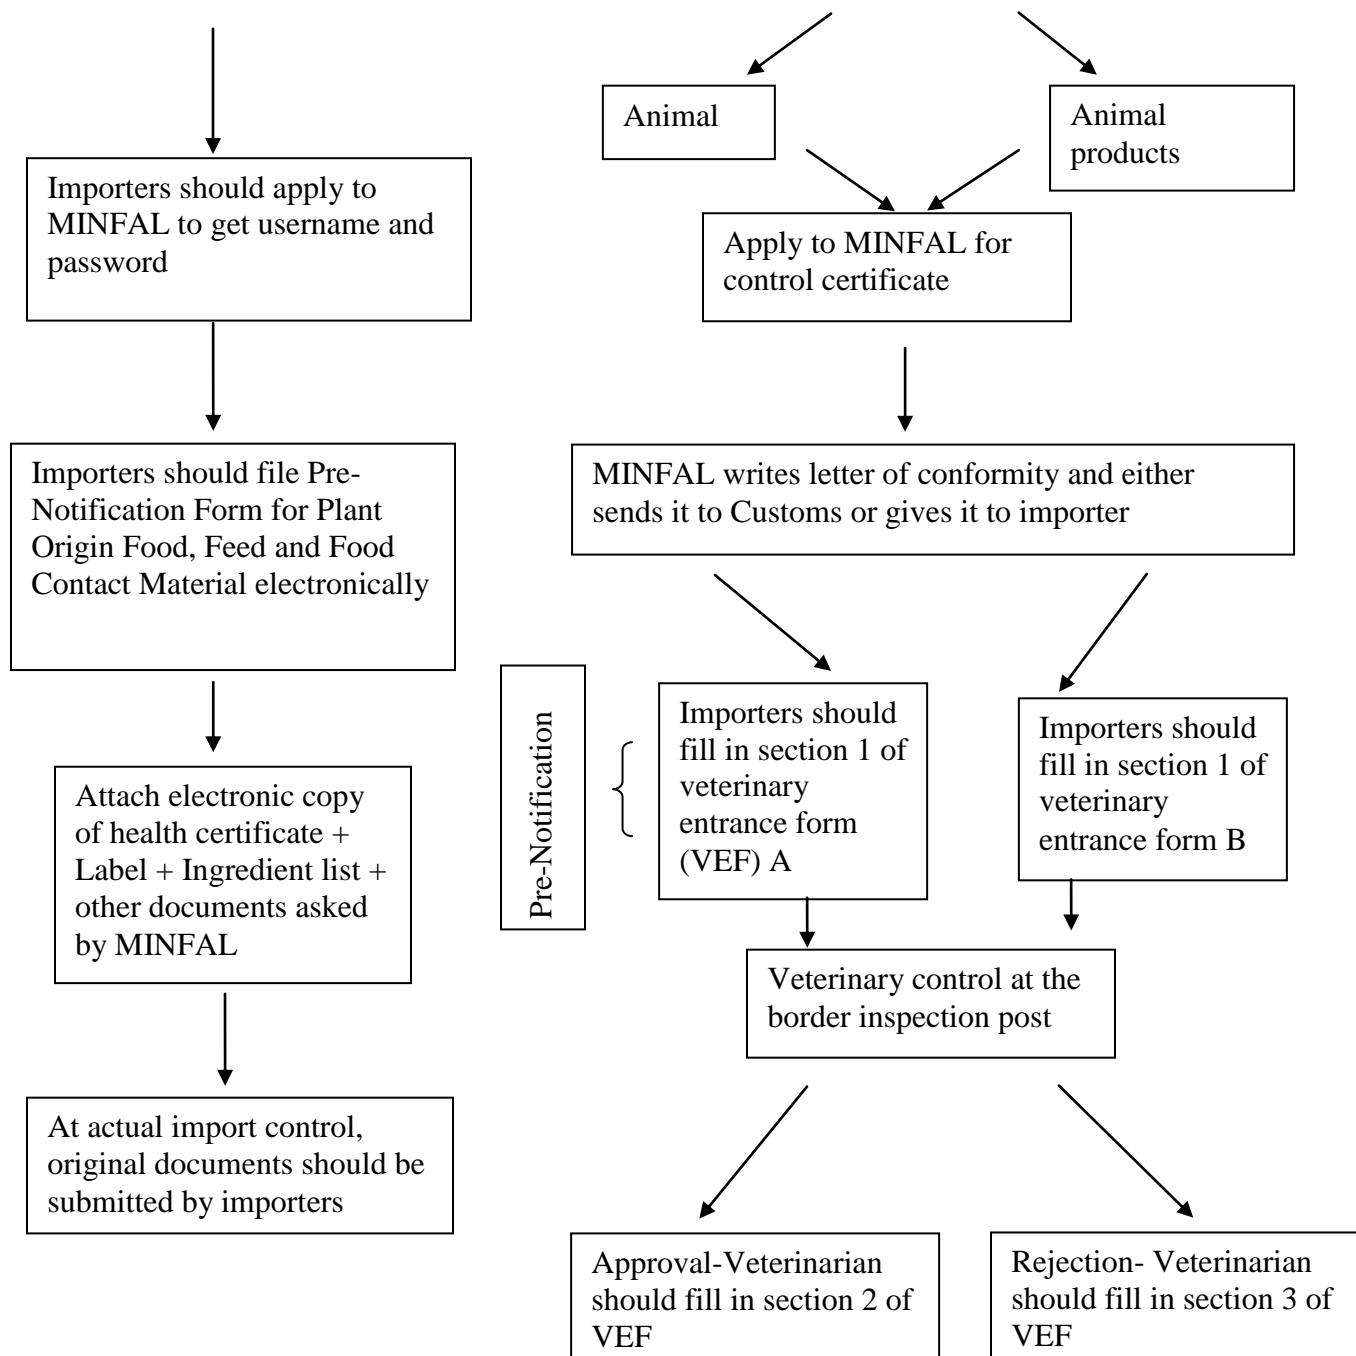 Importers should apply to
MINFAL to get username and
password
Importers should file Pre-
Notification Form for Plant
Origin Food, Feed and Food
Contact Material electronically
Attach electronic copy
of health certificate +
Label + Ingredient list +
other documents asked
by MINFAL
At actual import control,
original documents should be
submitted by importers
Animal
Animal
products
Apply to MINFAL for
control certificate
MINFAL writes letter of conformity and either
sends it to Customs or gives it to importer
Pre-Notification
Importers should
fill in section 1 of
veterinary
entrance form
(VEF) A
Importers should
fill in section 1 of
veterinary
entrance form B
Veterinary control at the
border inspection post
Approval-Veterinarian
should fill in section 2 of
VEF
Rejection- Veterinarian
should fill in section 3 of
VEF